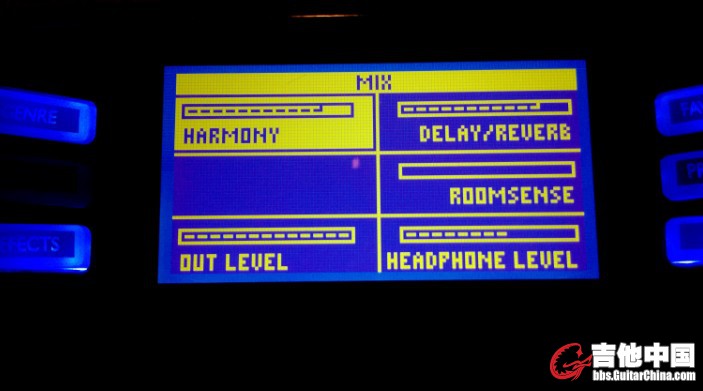 MIX
HARMONY
DELAY/REVERB
ROOMSENSE
OUT LEVEL
HEADPHONE LEVEL
吉他中国
bbs.GuitarChina.com